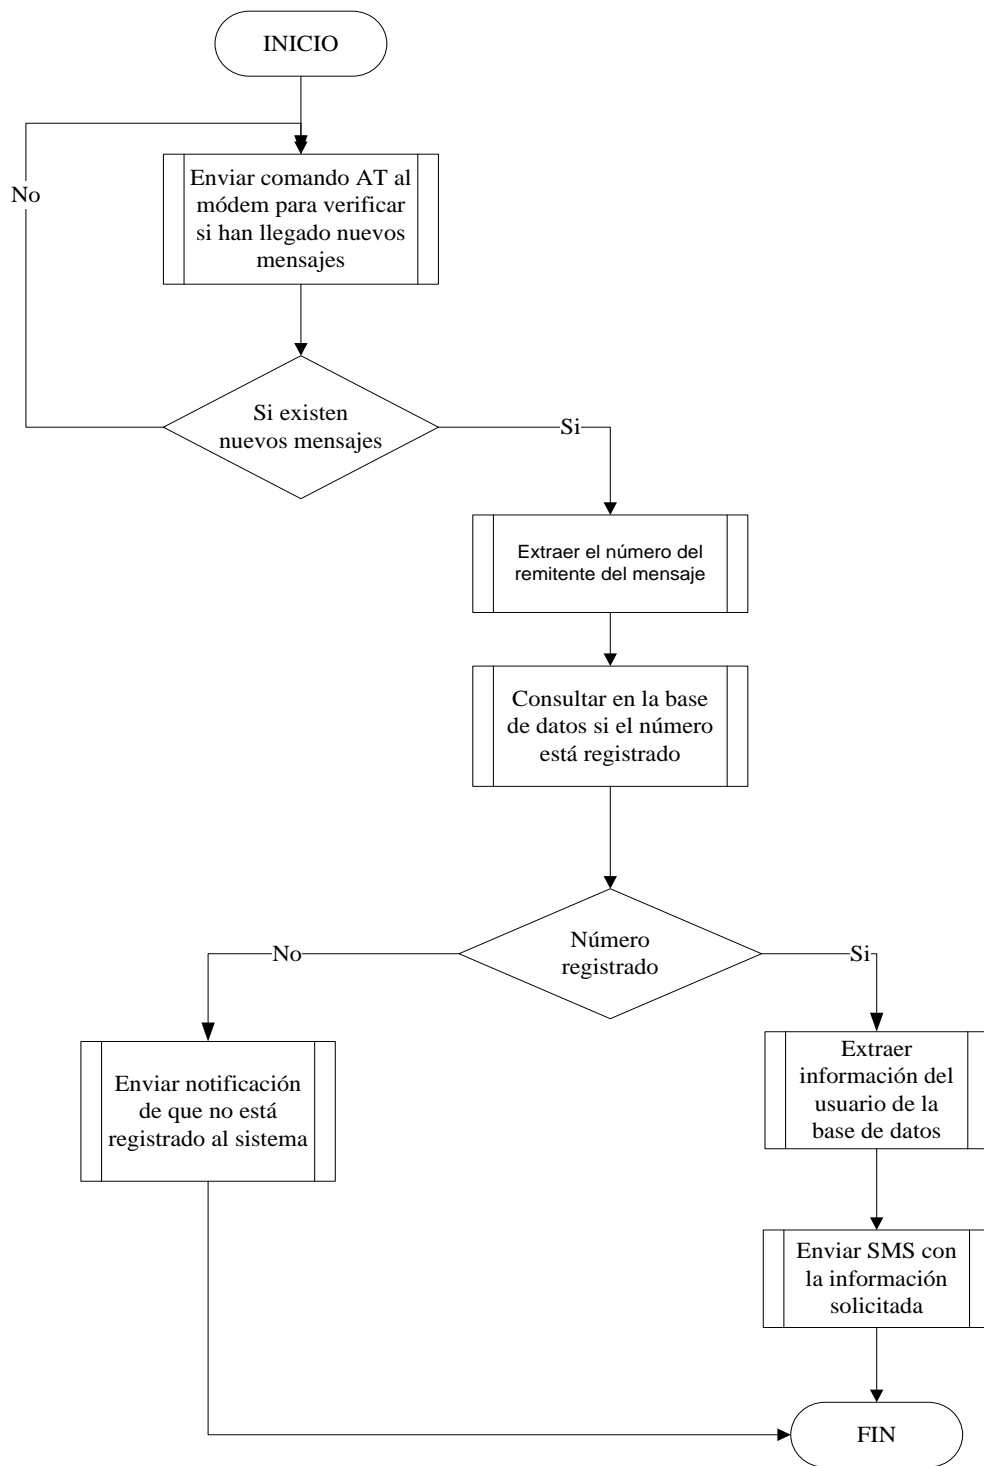 INICIO
No
Enviar comando AT al
módem para verificar
si han llegado nuevos
mensajes
Si existen
nuevos mensajes
Si
Extraer el número del
remitente del mensaje
Consultar en la base
de datos si el número
está registrado
Número
registrado
No
Si
Enviar notificación
de que no está
registrado al sistema
Extraer
información del
usuario de la
base de datos
Enviar SMS con
la información
solicitada
FIN